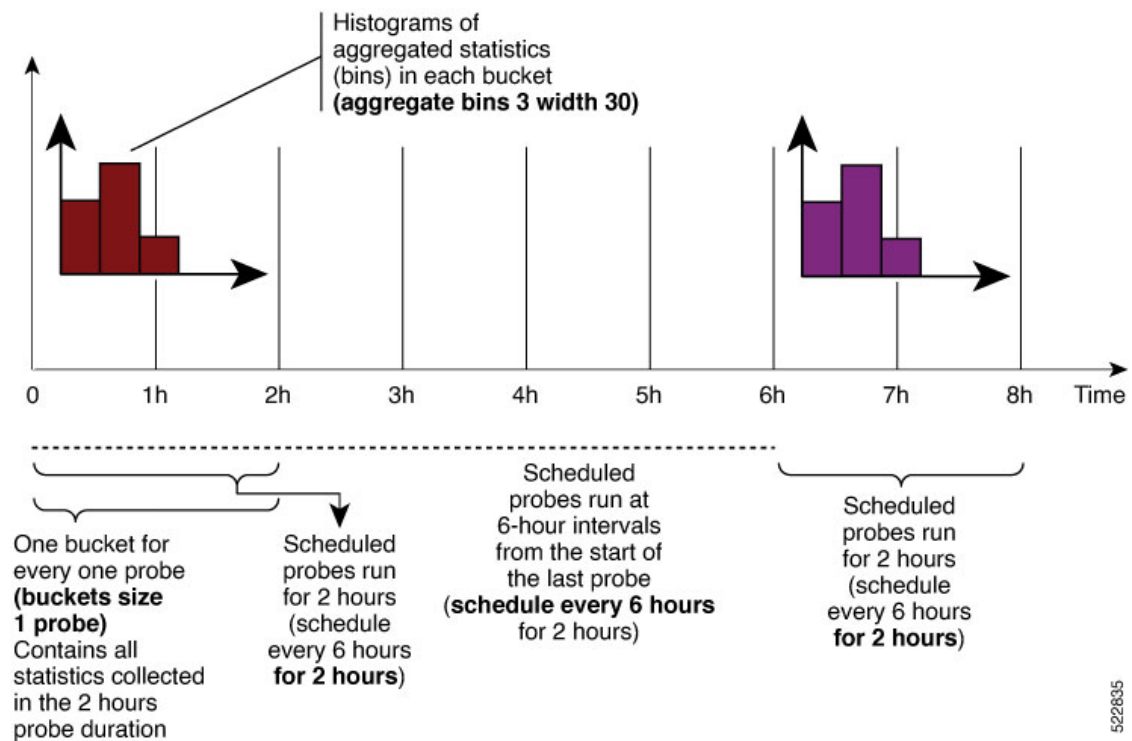 Histograms of
aggregated statistics
(bins) in each bucket
(aggregate bins 3 width 30)
0 1h 2h 3h 4h 5h 6h 7h 8h Time
One bucket for
every one probe
(buckets size
1 probe)
Contains all
statistics collected
in the 2 hours
probe duration
Scheduled
probes run
for 2 hours
(schedule
every 6 hours
for 2 hours)
Scheduled
probes run at
6-hour intervals
from the start of
the last probe
(schedule every 6 hours
for 2 hours)
Scheduled
probes run
for 2 hours
(schedule
every 6 hours
for 2 hours)
522835